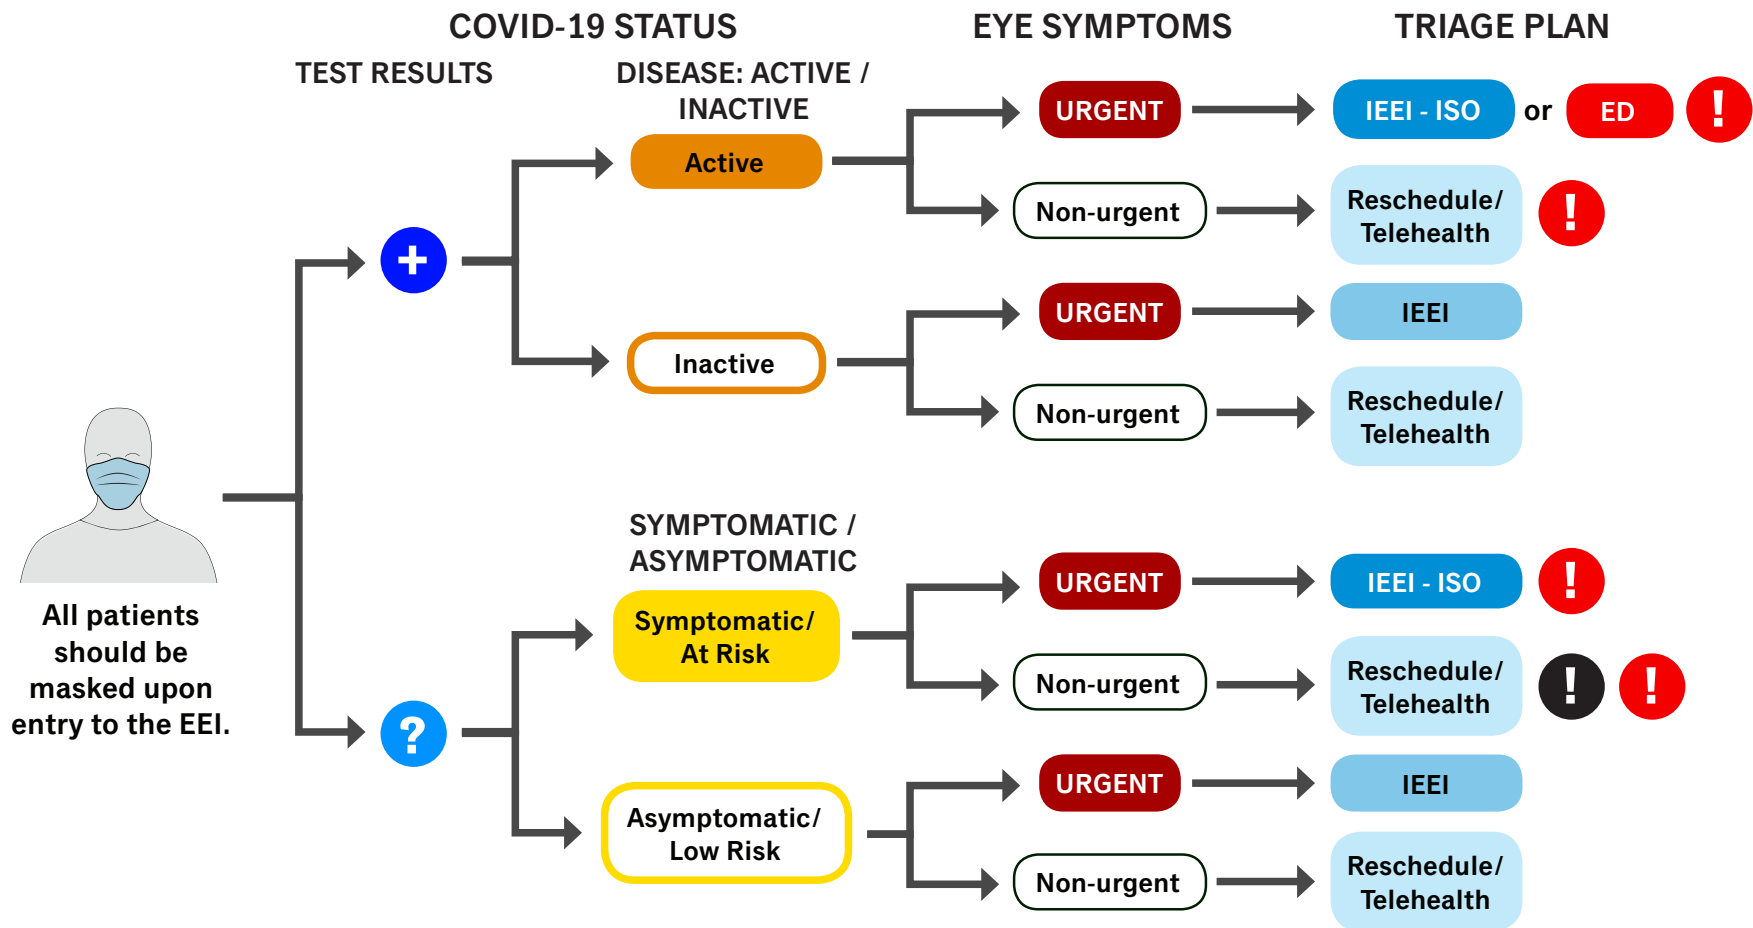 COVID-19 STATUS
EYE SYMPTOMS
TRIAGE PLAN
TEST RESULTS
DISEASE: ACTIVE /
INACTIVE
Active
URGENT
IEEI - ISO
or
ED
!
Non-urgent
Reschedule/
Telehealth
!
+
Inactive
URGENT
IEEI
Non-urgent
Reschedule/
Telehealth
All patients
should be
masked upon
entry to the EEI.
?
SYMPTOMATIC /
ASYMPTOMATIC
Symptomatic/
At Risk
URGENT
IEEI - ISO
!
Non-urgent
Reschedule/
Telehealth
!
!
Asymptomatic/
Low Risk
URGENT
IEEI
Non-urgent
Reschedule/
Telehealth